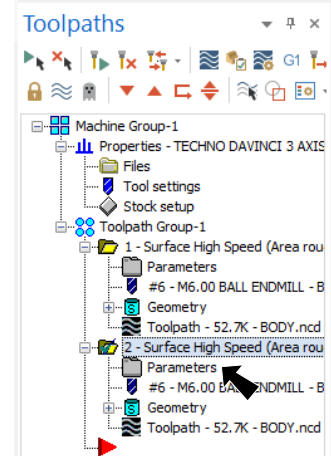 Toolpaths
G1
Machine Group-1
Properties - TECHNO DAVINCI 3 AXIS
Files
Tool settings
Stock setup
Toolpath Group-1
1 - Surface High Speed (Area rou
Parameters
#6 - M6.00 BALL ENDMILL - B
Geometry
Toolpath - 52.7K - BODY.ncd
2 - Surface High Speed (Area rou
Parameters
#6 - M6.00 ENDMILL - B
Geometry
Toolpath - 52.7K - BODY.ncd